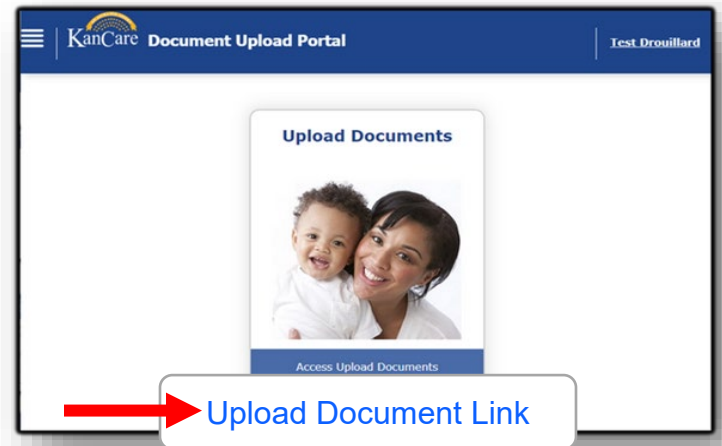 KanCare Document Upload Portal
Test Drouillard
Upload Documents
Access Upload Documents
Upload Document Link